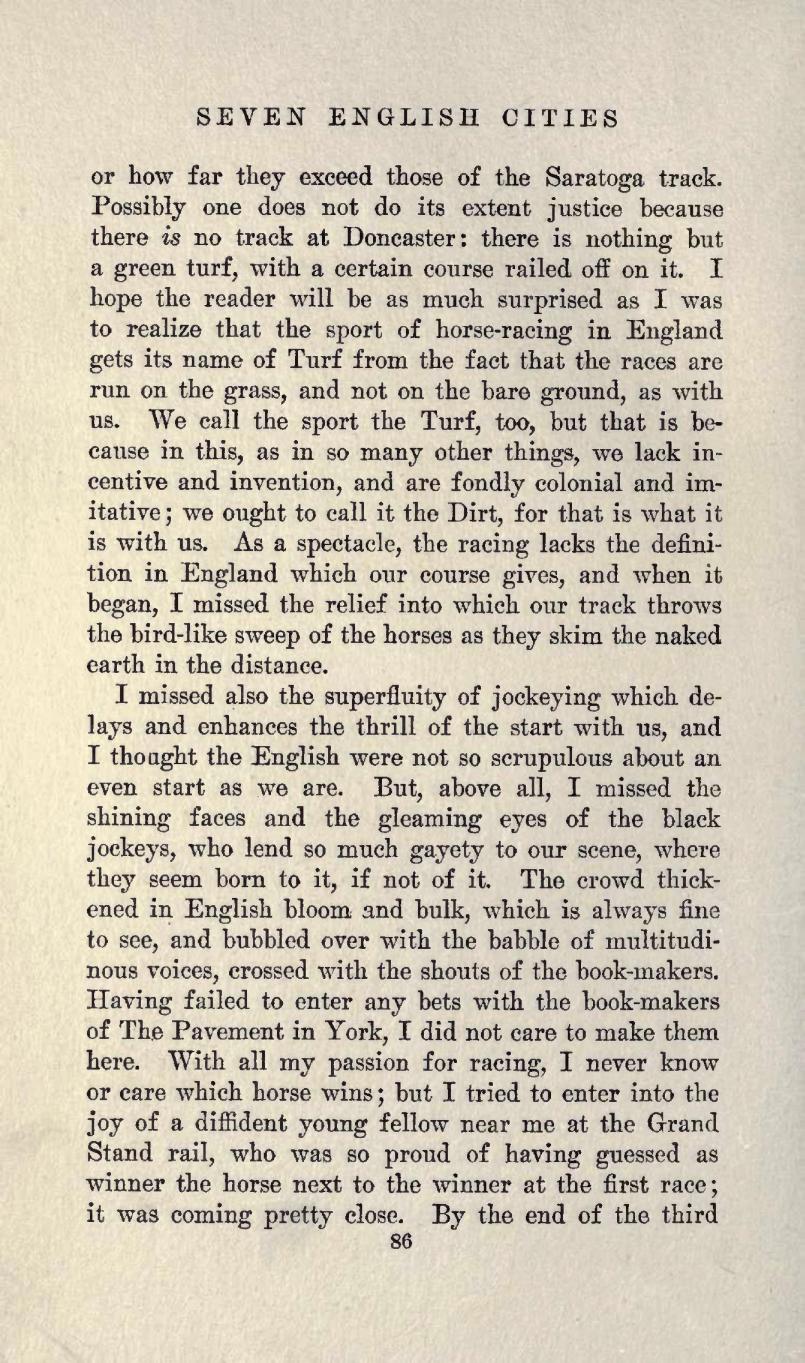 SEVEN ENGLISH CITIES
or how far they exceed those of the Saratoga track.
Possibly one does not do its extent justice because
there is no track at Doncaster: there is nothing but
a green turf, with a certain course railed off on it. I
hope the reader will be as much surprised as I was
to realize that the sport of horse-racing in England
gets its name of Turf from the fact that the races are
run on the grass, and not on the bare ground, as with
us. We call the sport the Turf, too, but that is be-
cause in this, as in so many other things, we lack in-
centive and invention, and are fondly colonial and im-
itative; we ought to call it the Dirt, for that is what it
is with us. As a spectacle, the racing lacks the defini-
tion in England which our course gives, and when it
began, I missed the relief into which our track throws
the bird-like sweep of the horses as they skim the naked
earth in the distance.
I missed also the superfluity of jockeying which de-
lays and enhances the thrill of the start with us, and
I thought the English were not so scrupulous about an
even start as we are. But, above all, I missed the
shining faces and the gleaming eyes of the black
jockeys, who lend so much gayety to our scene, where
they seem born to it, if not of it. The crowd thick-
ened in English bloom and bulk, which is always fine
to see, and bubbled over with the babble of multitudi-
nous voices, crossed with the shouts of the book-makers.
Having failed to enter any bets with the book-makers
of The Pavement in York, I did not care to make them
here. With all my passion for racing, I never know
or care which horse wins; but I tried to enter into the
joy of a diffident young fellow near me at the Grand
Stand rail, who was so proud of having guessed as
winner the horse next to the winner at the first race;
it was coming pretty close. By the end of the third
86